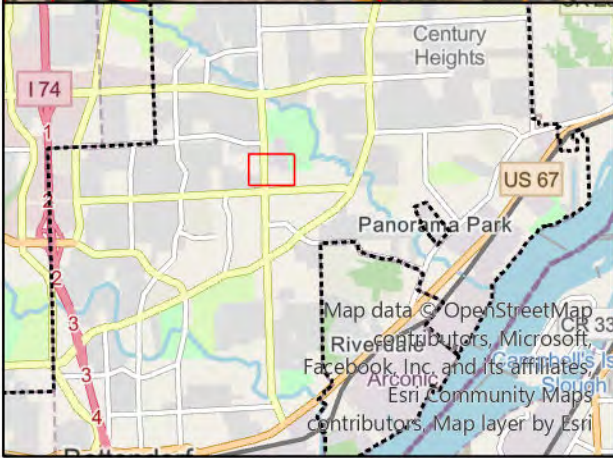 Century
Heights
I 74
1
2
US 67
Panorama Park
2
Map data © OpenStreetMap
CR 33
3
contributors, Microsoft,
Riverdale
Facebook, Inc. and its affiliates,
Campbell's Is
Arconic
Slough
3
Esri Community Maps
4
contributors, Map layer by Esri
Bettendorf